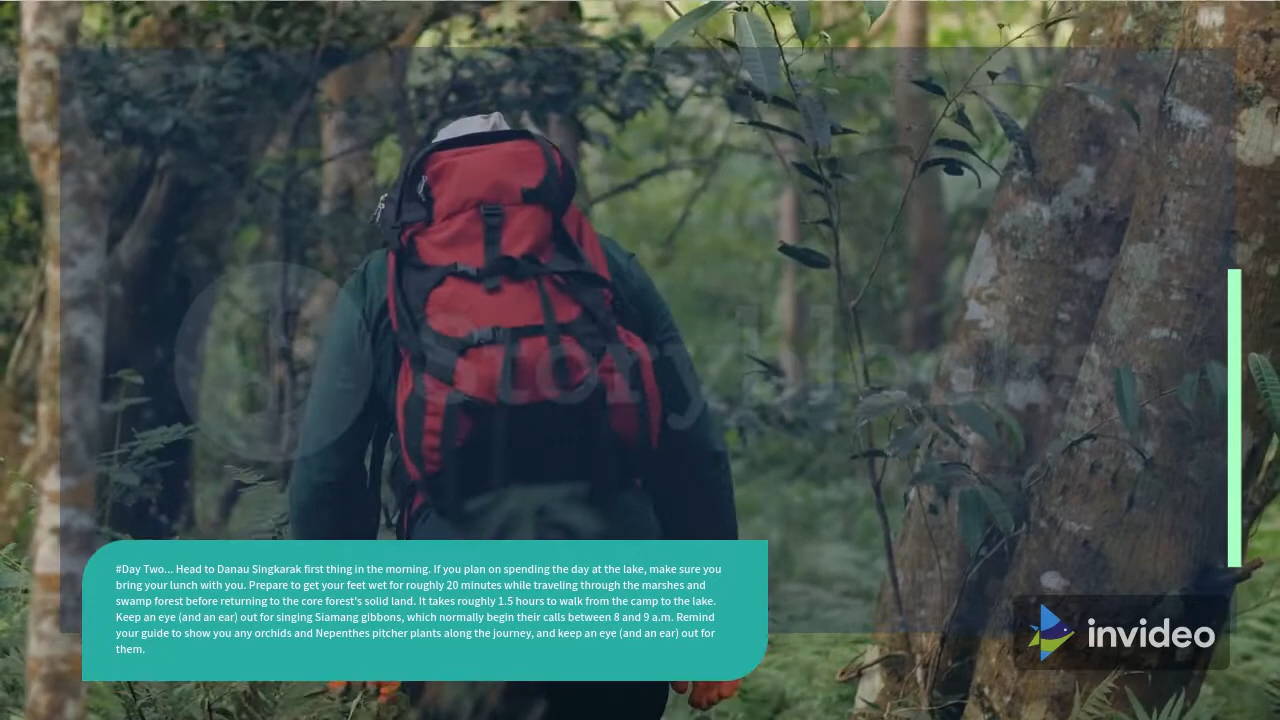 Storyblocks
#Day Two... Head to Danau Singkarak first thing in the morning. If you plan on spending the day at the lake, make sure you
bring your lunch with you. Prepare to get your feet wet for roughly 20 minutes while traveling through the marshes and
swamp forest before returning to the core forest's solid land. It takes roughly 1.5 hours to walk from the camp to the lake.
Keep an eye (and an ear) out for singing Siamang gibbons, which normally begin their calls between 8 and 9 a.m. Remind
your guide to show you any orchids and Nepenthes pitcher plants along the journey, and keep an eye (and an ear) out for
them.
invideo